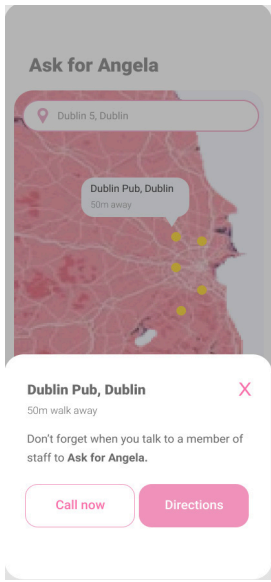 Ask for Angela
Dublin 5, Dublin
Dublin Pub, Dublin
50m away
Dublin Pub, Dublin
X
50m walk away
Don't forget when you talk to a member of
staff to Ask for Angela.
Call now
Directions